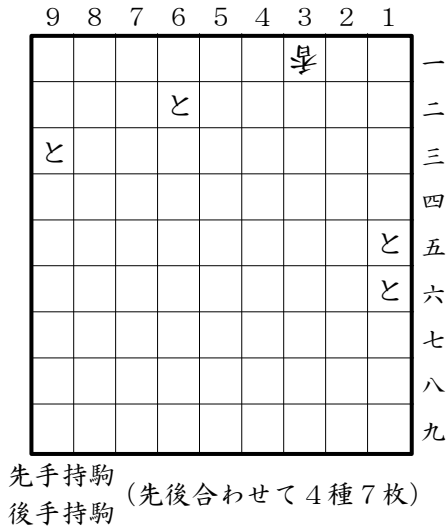 9 8 7 6 5 4 3 2 1
香 一
と 二
と 三
四
と 五
と 六
七
八
九
先手持駒
後手持駒
(先後合わせて4種7枚)